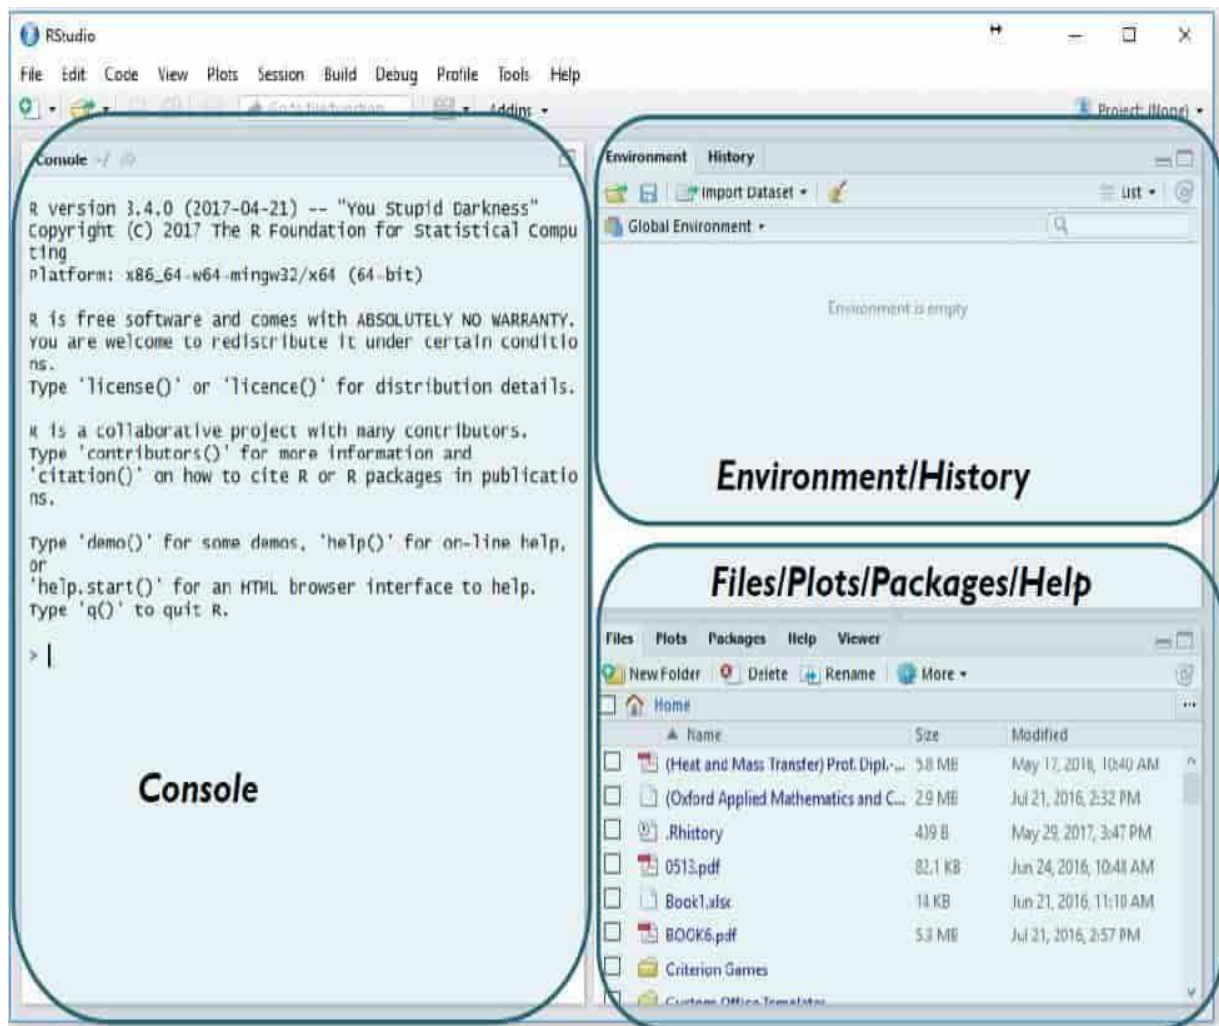 RStudio
File Edit Code View Plots Session Build Debug Profile Tools Help
Go to file/function Addins
Project: (None)
Console ~/
R version 3.4.0 (2017-04-21) -- "You Stupid Darkness"
Copyright (C) 2017 The R Foundation for Statistical Compu
ting
Platform: x86_64-w64-mingw32/x64 (64-bit)
R is free software and comes with ABSOLUTELY NO WARRANTY.
You are welcome to redistribute it under certain conditio
ns.
Type 'license()' or 'licence()' for distribution details.
R is a collaborative project with many contributors.
Type 'contributors()' for more information and
'citation()' on how to cite R or R packages in publicatio
ns.
Type 'demo()' for some demos, 'help()' for on-line help,
or
'help.start()' for an HTML browser interface to help.
Type 'q()' to quit R.
>
Console
Environment History
Import Dataset List
Global Environment
Environment is empty
Environment/History
Files/Plots/Packages/Help
Files Plots Packages Help Viewer
New Folder Delete Rename More
Home ...
Name Size Modified
(Heat and Mass Transfer) Prof. Dipl.-... 5.8 MB May 17, 2016, 10:40 AM
(Oxford Applied Mathematics and C... 2.9 MB Jul 21, 2016, 2:32 PM
.Rhistory 439 B May 29, 2017, 3:47 PM
0513.pdf 82.1 KB Jun 24, 2016, 10:48 AM
Book1.xlsx 14 KB Jun 21, 2016, 11:10 AM
BOOK6.pdf 5.3 MB Jul 21, 2016, 2:57 PM
Criterion Games
Custom Office Templates